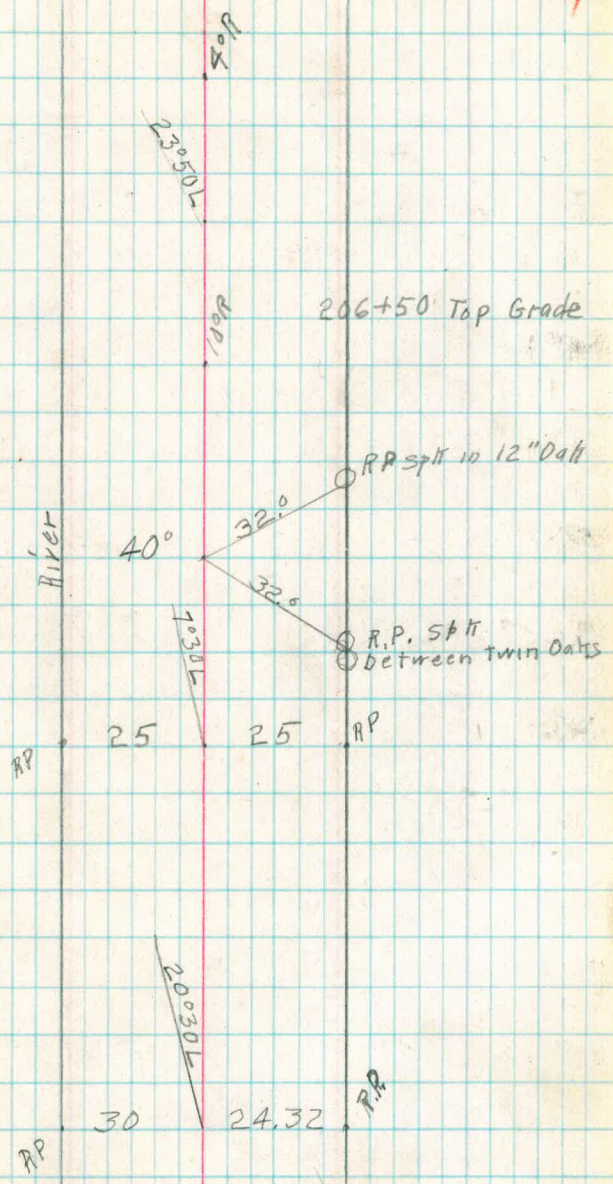 4°R
23°50L
10°R
206+50 Top Grade
RP spk in 12" Oak
32.0
River
40°
32.6
7°30L
R.P. Spk
between twin Oaks
RP
25
25
RP
20°30L
R.P.
30
24.32
RP